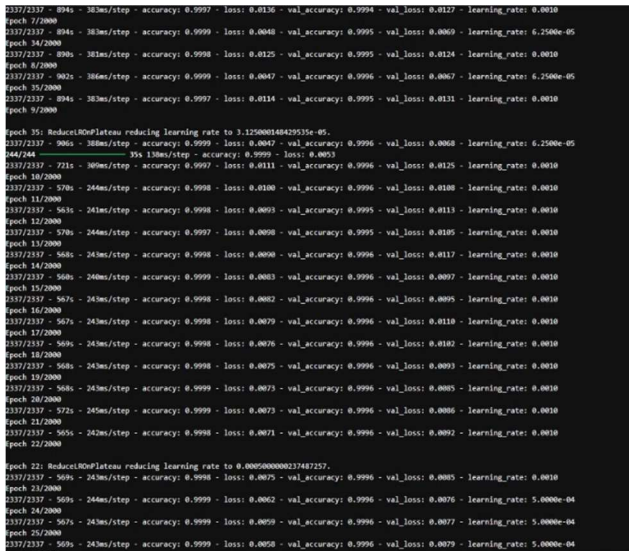 2337/2337 - 894s - 383ms/step - accuracy: 0.9997 - loss: 0.0136 - val_accuracy: 0.9994 - val_loss: 0.0127 - learning_rate: 0.0010
Epoch 7/2000
2337/2337 - 894s - 383ms/step - accuracy: 0.9999 - loss: 0.0048 - val_accuracy: 0.9995 - val_loss: 0.0069 - learning_rate: 6.2500e-05
Epoch 34/2000
2337/2337 - 890s - 381ms/step - accuracy: 0.9998 - loss: 0.0125 - val_accuracy: 0.9995 - val_loss: 0.0124 - learning_rate: 0.0010
Epoch 8/2000
2337/2337 - 902s - 386ms/step - accuracy: 0.9999 - loss: 0.0047 - val_accuracy: 0.9996 - val_loss: 0.0067 - learning_rate: 6.2500e-05
Epoch 35/2000
2337/2337 - 894s - 383ms/step - accuracy: 0.9997 - loss: 0.0114 - val_accuracy: 0.9995 - val_loss: 0.0131 - learning_rate: 0.0010
Epoch 9/2000
Epoch 35: ReduceLROnPlateau reducing learning rate to 3.125000148429535e-05.
2337/2337 - 906s - 388ms/step - accuracy: 0.9999 - loss: 0.0047 - val_accuracy: 0.9996 - val_loss: 0.0068 - learning_rate: 6.2500e-05
244/244 ━━━━━━━━━━ 35s 138ms/step - accuracy: 0.9999 - loss: 0.0053
2337/2337 - 721s - 309ms/step - accuracy: 0.9997 - loss: 0.0111 - val_accuracy: 0.9996 - val_loss: 0.0125 - learning_rate: 0.0010
Epoch 10/2000
2337/2337 - 570s - 244ms/step - accuracy: 0.9998 - loss: 0.0100 - val_accuracy: 0.9996 - val_loss: 0.0108 - learning_rate: 0.0010
Epoch 11/2000
2337/2337 - 563s - 241ms/step - accuracy: 0.9998 - loss: 0.0093 - val_accuracy: 0.9995 - val_loss: 0.0113 - learning_rate: 0.0010
Epoch 12/2000
2337/2337 - 570s - 244ms/step - accuracy: 0.9997 - loss: 0.0098 - val_accuracy: 0.9995 - val_loss: 0.0105 - learning_rate: 0.0010
Epoch 13/2000
2337/2337 - 568s - 243ms/step - accuracy: 0.9998 - loss: 0.0090 - val_accuracy: 0.9996 - val_loss: 0.0117 - learning_rate: 0.0010
Epoch 14/2000
2337/2337 - 560s - 240ms/step - accuracy: 0.9999 - loss: 0.0083 - val_accuracy: 0.9996 - val_loss: 0.0097 - learning_rate: 0.0010
Epoch 15/2000
2337/2337 - 567s - 243ms/step - accuracy: 0.9998 - loss: 0.0082 - val_accuracy: 0.9996 - val_loss: 0.0095 - learning_rate: 0.0010
Epoch 16/2000
2337/2337 - 567s - 243ms/step - accuracy: 0.9998 - loss: 0.0079 - val_accuracy: 0.9996 - val_loss: 0.0110 - learning_rate: 0.0010
Epoch 17/2000
2337/2337 - 569s - 243ms/step - accuracy: 0.9998 - loss: 0.0076 - val_accuracy: 0.9996 - val_loss: 0.0102 - learning_rate: 0.0010
Epoch 18/2000
2337/2337 - 568s - 243ms/step - accuracy: 0.9998 - loss: 0.0075 - val_accuracy: 0.9996 - val_loss: 0.0093 - learning_rate: 0.0010
Epoch 19/2000
2337/2337 - 568s - 243ms/step - accuracy: 0.9999 - loss: 0.0073 - val_accuracy: 0.9996 - val_loss: 0.0085 - learning_rate: 0.0010
Epoch 20/2000
2337/2337 - 572s - 245ms/step - accuracy: 0.9999 - loss: 0.0073 - val_accuracy: 0.9996 - val_loss: 0.0086 - learning_rate: 0.0010
Epoch 21/2000
2337/2337 - 565s - 242ms/step - accuracy: 0.9998 - loss: 0.0071 - val_accuracy: 0.9996 - val_loss: 0.0092 - learning_rate: 0.0010
Epoch 22/2000
Epoch 22: ReduceLROnPlateau reducing learning rate to 0.0005000000237487257.
2337/2337 - 569s - 243ms/step - accuracy: 0.9998 - loss: 0.0075 - val_accuracy: 0.9996 - val_loss: 0.0085 - learning_rate: 0.0010
Epoch 23/2000
2337/2337 - 569s - 244ms/step - accuracy: 0.9999 - loss: 0.0062 - val_accuracy: 0.9996 - val_loss: 0.0076 - learning_rate: 5.0000e-04
Epoch 24/2000
2337/2337 - 567s - 243ms/step - accuracy: 0.9999 - loss: 0.0059 - val_accuracy: 0.9996 - val_loss: 0.0077 - learning_rate: 5.0000e-04
Epoch 25/2000
2337/2337 - 569s - 243ms/step - accuracy: 0.9999 - loss: 0.0058 - val_accuracy: 0.9996 - val_loss: 0.0079 - learning_rate: 5.0000e-04